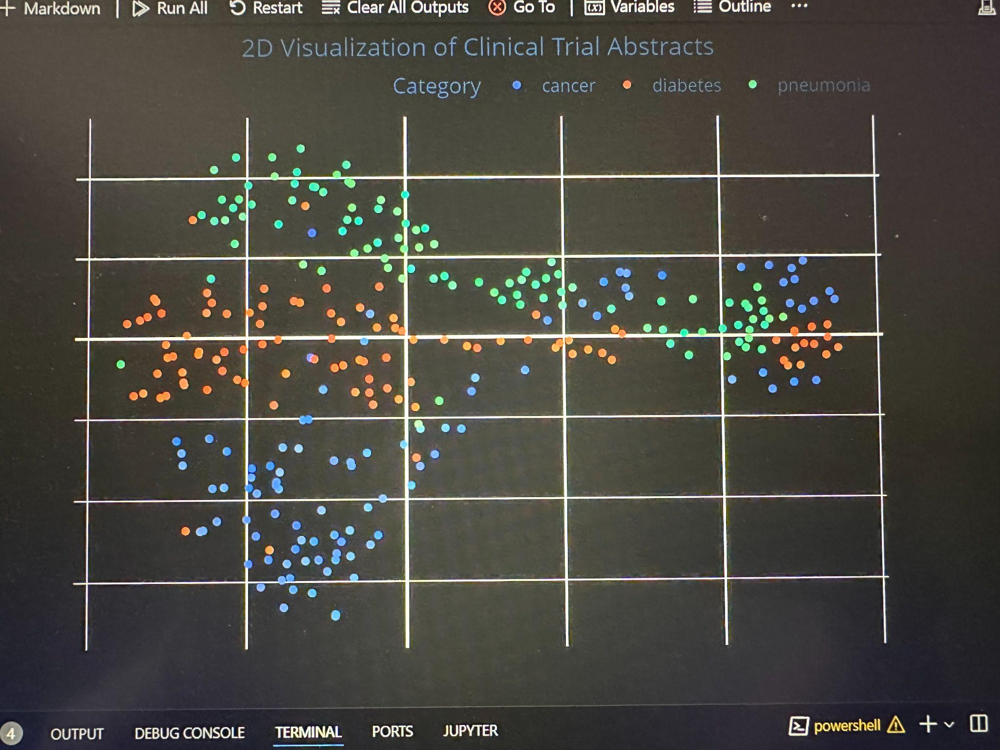 Markdown | Run All Restart Clear All Outputs Go To | (x) Variables Outline ...
2D Visualization of Clinical Trial Abstracts
Category cancer diabetes pneumonia
4 OUTPUT DEBUG CONSOLE TERMINAL PORTS JUPYTER powershell